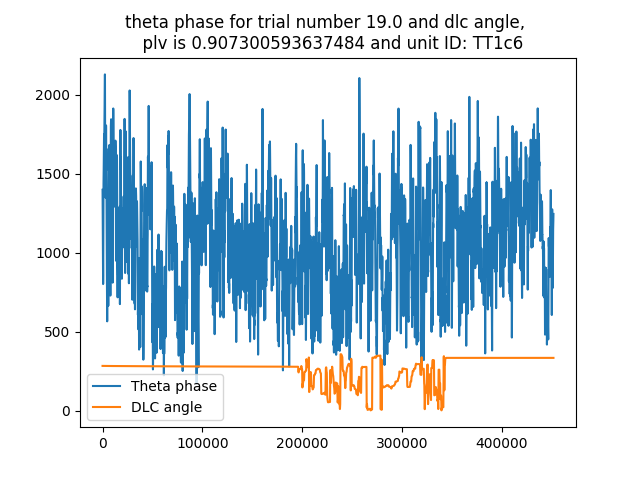 theta phase for trial number 19.0 and dlc angle,
plv is 0.907300593637484 and unit ID: TT1c6
2000
1500
1000
500
0
Theta phase
DLC angle
0
100000
200000
300000
400000